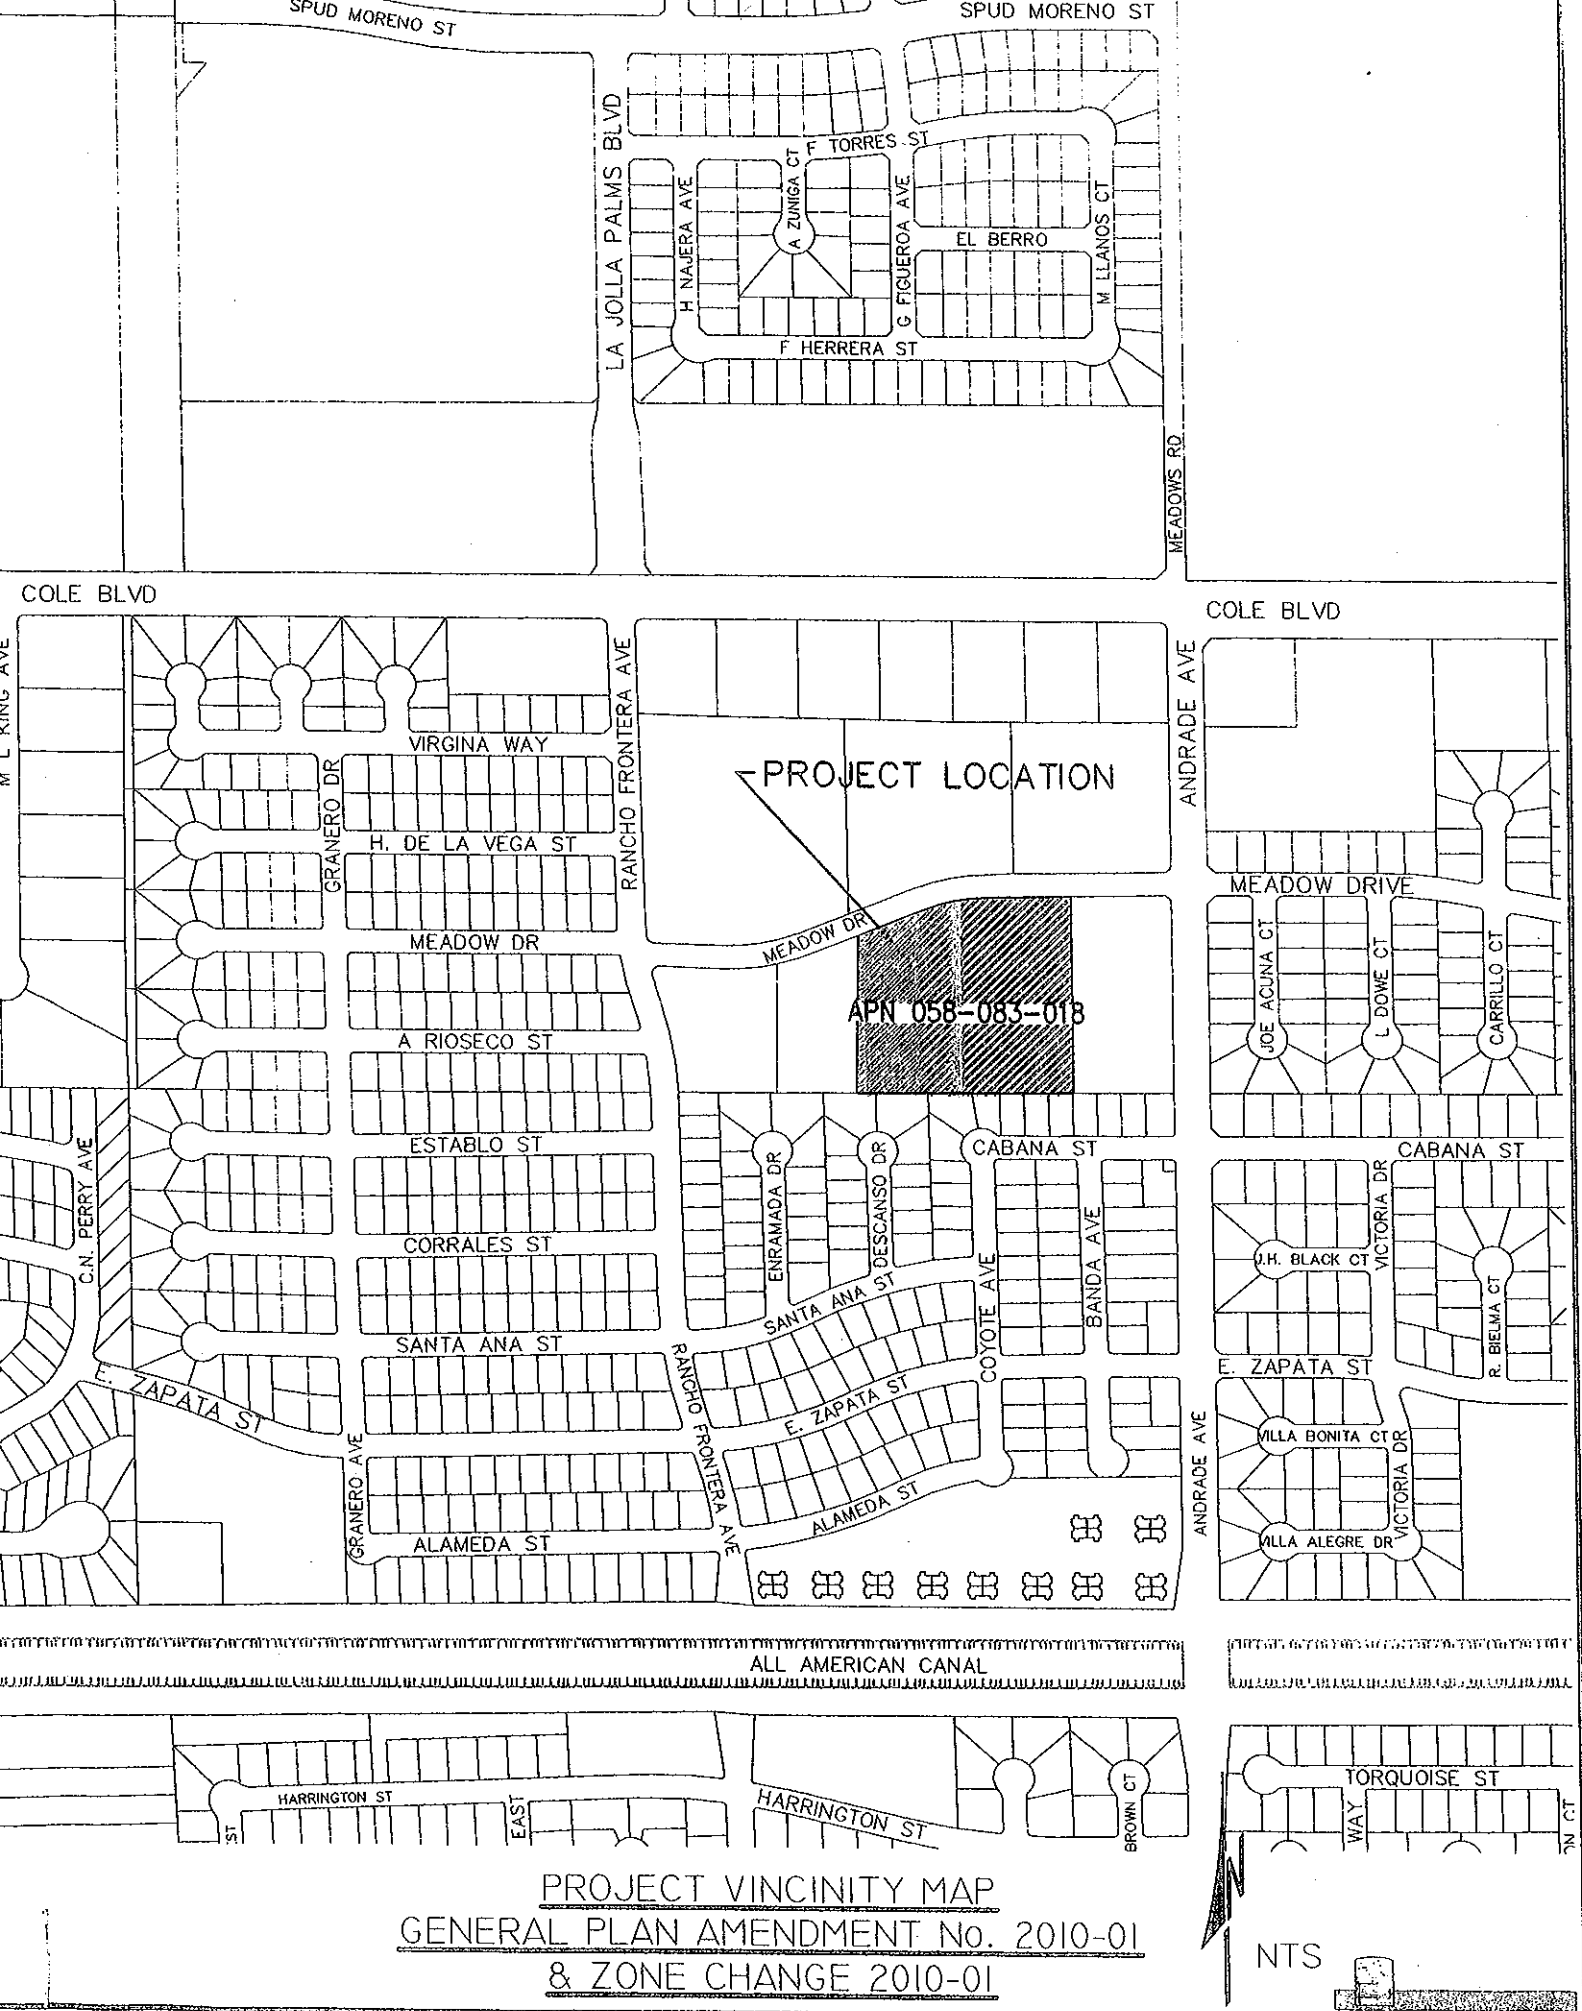 SPUD MORENO ST
SPUD MORENO ST
LA JOLLA PALMS BLVD
F TORRES ST
H NAJERA AVE
A ZUNIGA CT
G FIGUEROA AVE
EL BERRO
M LLANOS CT
F HERRERA ST
MEADOWS RD
COLE BLVD
COLE BLVD
M L KING AVE
RANCHO FRONTERA AVE
ANDRADE AVE
VIRGINA WAY
GRANERO DR
PROJECT LOCATION
H. DE LA VEGA ST
MEADOW DRIVE
MEADOW DR
MEADOW DR
JOE ACUNA CT
L DOWE CT
CARRILLO CT
APN 058-083-018
A RIOSECO ST
ESTABLO ST
CABANA ST
CABANA ST
C.N. PERRY AVE
ENRAMADA DR
DESCANSO DR
COYOTE AVE
BANDA AVE
VICTORIA DR
J.H. BLACK CT
R. BIELMA CT
CORRALES ST
SANTA ANA ST
SANTA ANA ST
RANCHO FRONTERA AVE
E. ZAPATA ST
E. ZAPATA ST
E. ZAPATA ST
GRANERO AVE
ANDRADE AVE
VILLA BONITA CT
VICTORIA DR
ALAMEDA ST
ALAMEDA ST
VILLA ALEGRE DR
ALL AMERICAN CANAL
HARRINGTON ST
HARRINGTON ST
ST
EAST
BROWN CT
TORQUOISE ST
WAY
ON CT
PROJECT VINCINITY MAP
GENERAL PLAN AMENDMENT No. 2010-01
& ZONE CHANGE 2010-01
N
NTS